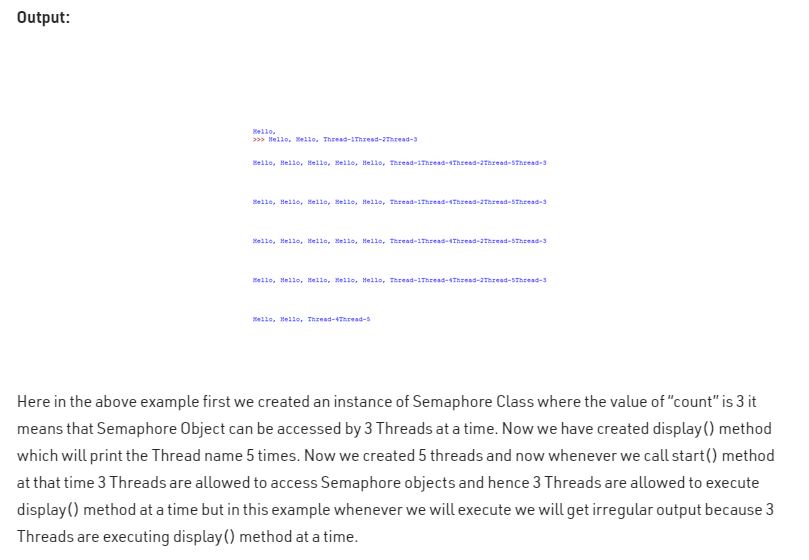 Output:
Hello,
>>> Hello, Hello, Thread-1Thread-2Thread-3
Hello, Hello, Hello, Hello, Hello, Thread-1Thread-4Thread-2Thread-5Thread-3
Hello, Hello, Hello, Hello, Hello, Thread-1Thread-4Thread-2Thread-5Thread-3
Hello, Hello, Hello, Hello, Hello, Thread-1Thread-4Thread-2Thread-5Thread-3
Hello, Hello, Hello, Hello, Hello, Thread-1Thread-4Thread-2Thread-5Thread-3
Hello, Hello, Thread-4Thread-5
Here in the above example first we created an instance of Semaphore Class where the value of “count” is 3 it
means that Semaphore Object can be accessed by 3 Threads at a time. Now we have created display() method
which will print the Thread name 5 times. Now we created 5 threads and now whenever we call start() method
at that time 3 Threads are allowed to access Semaphore objects and hence 3 Threads are allowed to execute
display() method at a time but in this example whenever we will execute we will get irregular output because 3
Threads are executing display() method at a time.